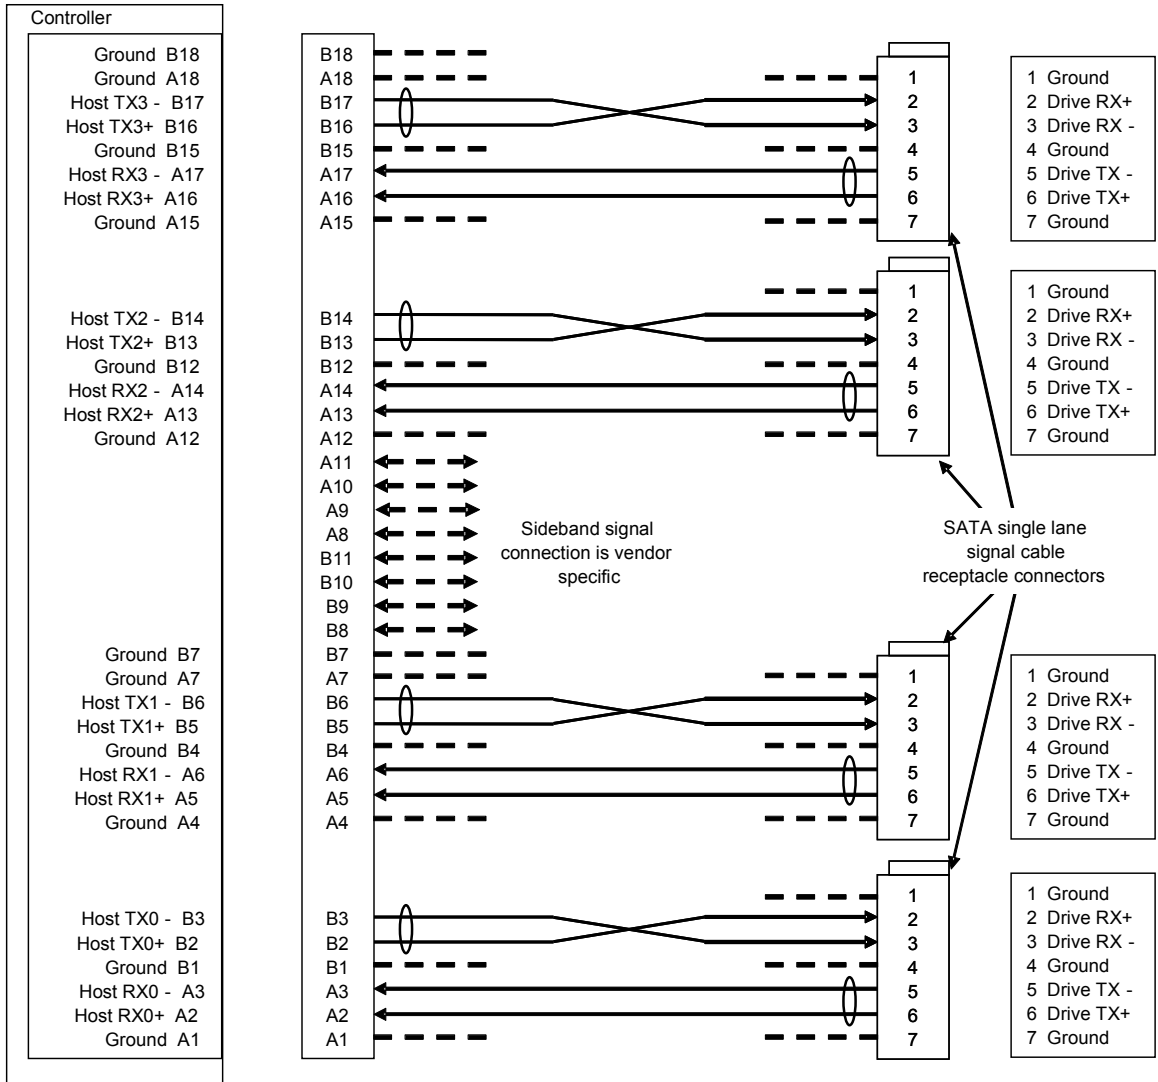 Controller
Ground B18
Ground A18
Host TX3 - B17
Host TX3+ B16
Ground B15
Host RX3 - A17
Host RX3+ A16
Ground A15
Host TX2 - B14
Host TX2+ B13
Ground B12
Host RX2 - A14
Host RX2+ A13
Ground A12
Ground B7
Ground A7
Host TX1 - B6
Host TX1+ B5
Ground B4
Host RX1 - A6
Host RX1+ A5
Ground A4
Host TX0 - B3
Host TX0+ B2
Ground B1
Host RX0 - A3
Host RX0+ A2
Ground A1
B18
A18
B17
B16
B15
A17
A16
A15
B14
B13
B12
A14
A13
A12
A11
A10
A9
A8
B11
B10
B9
B8
B7
A7
B6
B5
B4
A6
A5
A4
B3
B2
B1
A3
A2
A1
Sideband signal
connection is vendor
specific
1
2
3
4
5
6
7
1
2
3
4
5
6
7
1
2
3
4
5
6
7
1
2
3
4
5
6
7
SATA single lane
signal cable
receptacle connectors
1 Ground
2 Drive RX+
3 Drive RX -
4 Ground
5 Drive TX -
6 Drive TX+
7 Ground
1 Ground
2 Drive RX+
3 Drive RX -
4 Ground
5 Drive TX -
6 Drive TX+
7 Ground
1 Ground
2 Drive RX+
3 Drive RX -
4 Ground
5 Drive TX -
6 Drive TX+
7 Ground
1 Ground
2 Drive RX+
3 Drive RX -
4 Ground
5 Drive TX -
6 Drive TX+
7 Ground